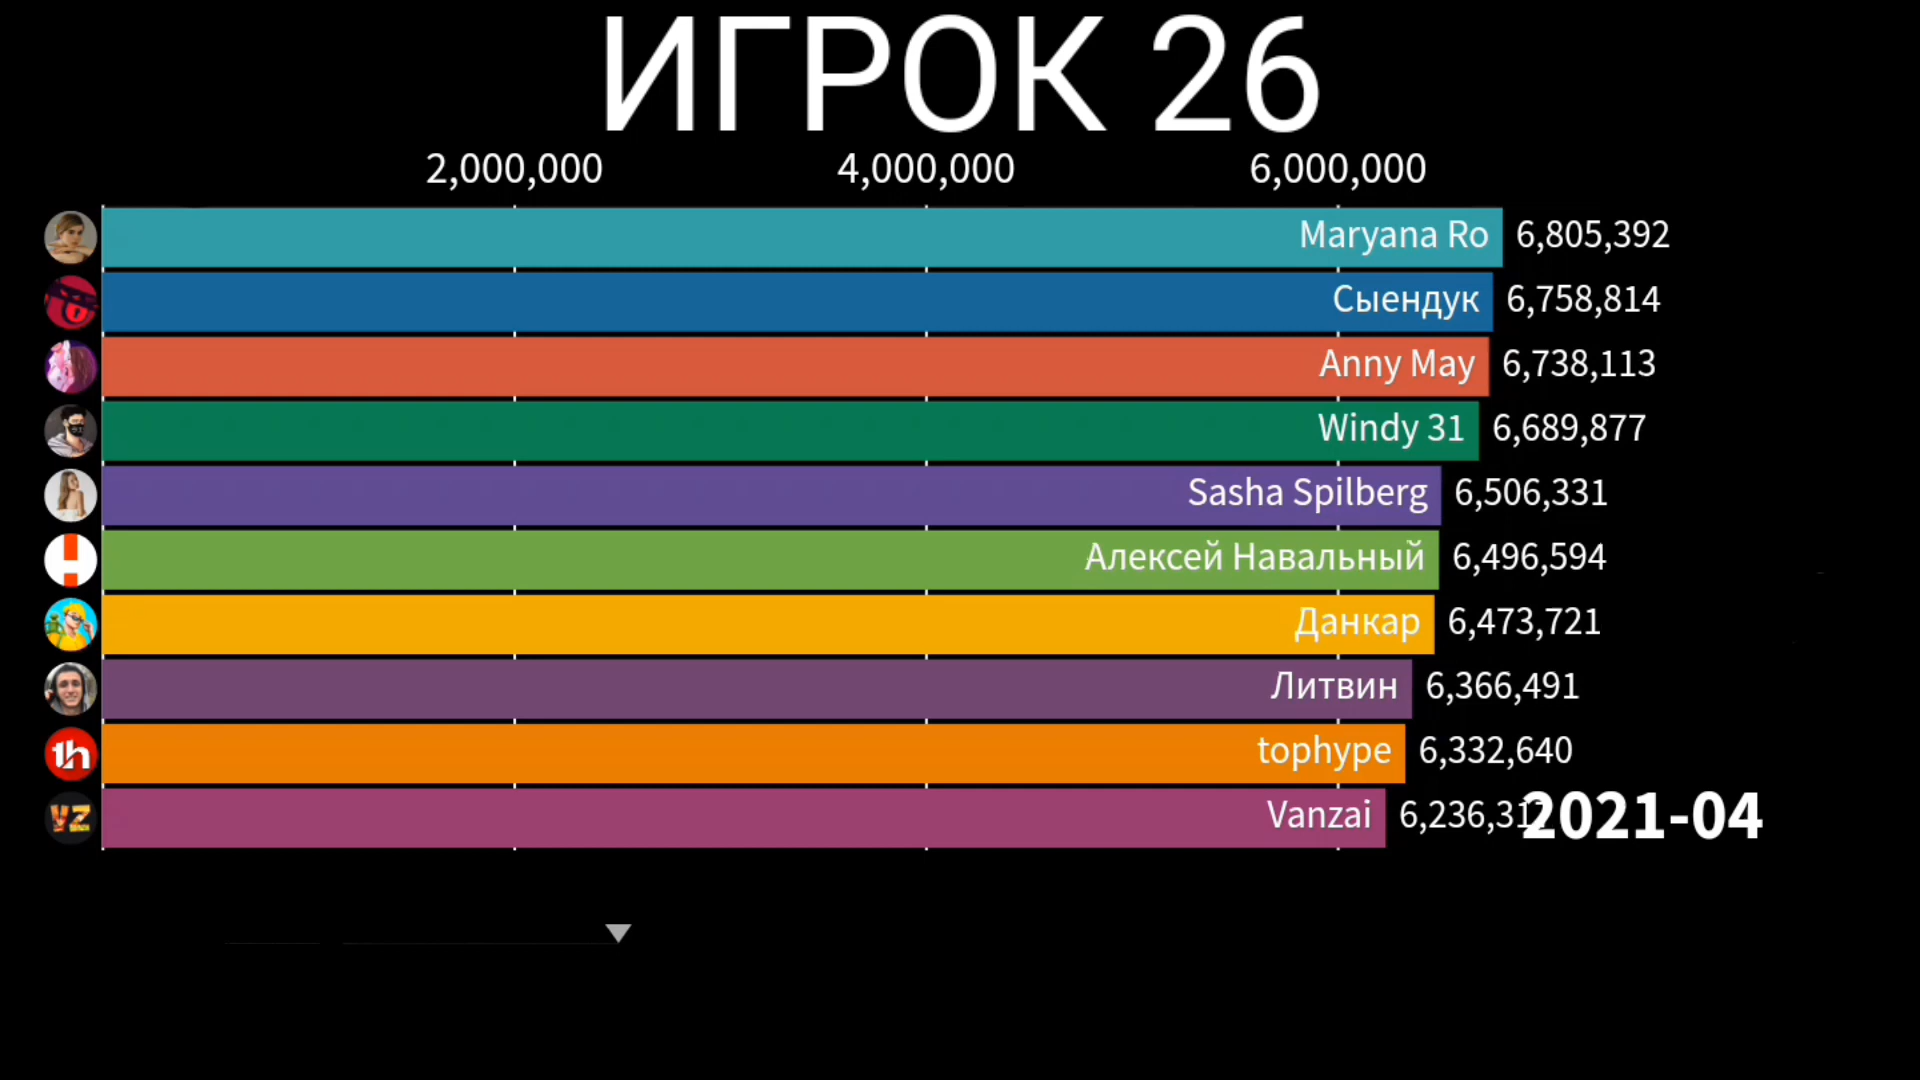 ИГРОК 26
2,000,000 4,000,000 6,000,000
Maryana Ro 6,805,392
Сыендук 6,758,814
Anny May 6,738,113
Windy 31 6,689,877
Sasha Spilberg 6,506,331
Алексей Навальный 6,496,594
Данкар 6,473,721
Литвин 6,366,491
th tophype 6,332,640
VZ Vanzai 2021-04